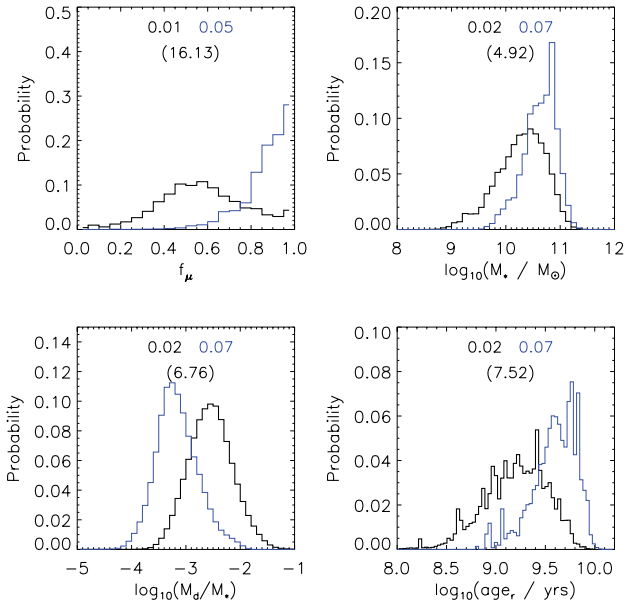 0.01 0.05
(16.13)
Probability
0.5
0.4
0.3
0.2
0.1
0.0
0.0 0.2 0.4 0.6 0.8 1.0
f_μ
0.02 0.07
(4.92)
Probability
0.20
0.15
0.10
0.05
0.00
8 9 10 11 12
log₁₀(M_* / M_☉)
0.02 0.07
(6.76)
Probability
0.14
0.12
0.10
0.08
0.06
0.04
0.02
0.00
-5 -4 -3 -2 -1
log₁₀(M_d/M_*)
0.02 0.07
(7.52)
Probability
0.10
0.08
0.06
0.04
0.02
0.00
8.0 8.5 9.0 9.5 10.0
log₁₀(age_r / yrs)